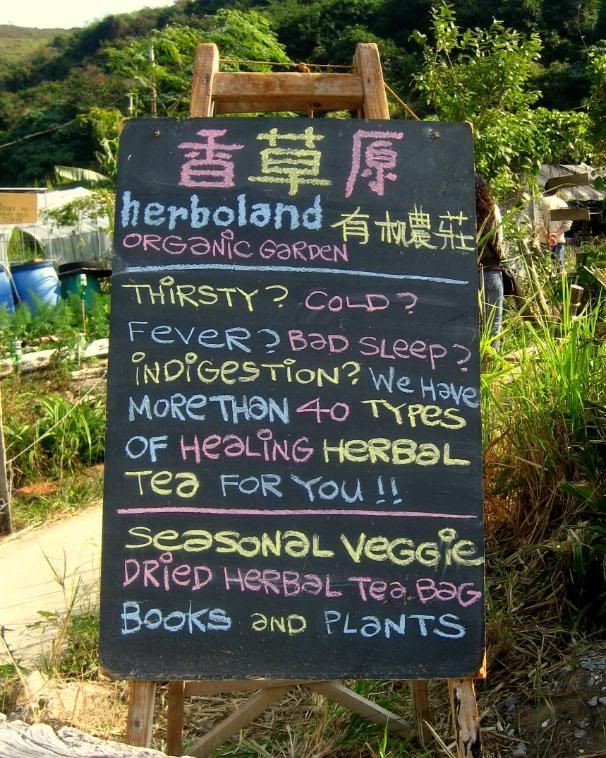 香草原
herboland 有机農莊
ORGANIC GARDEN
THIRSTY? COLD?
FEVER? BAD SLEEP?
INDIGESTION? WE HAVE
MORE THAN 40 TYPES
OF HEALING HERBAL
TEA FOR YOU!!
SEASONAL VEGGIE
DRIED HERBAL TEA BAG
BOOKS AND PLANTS